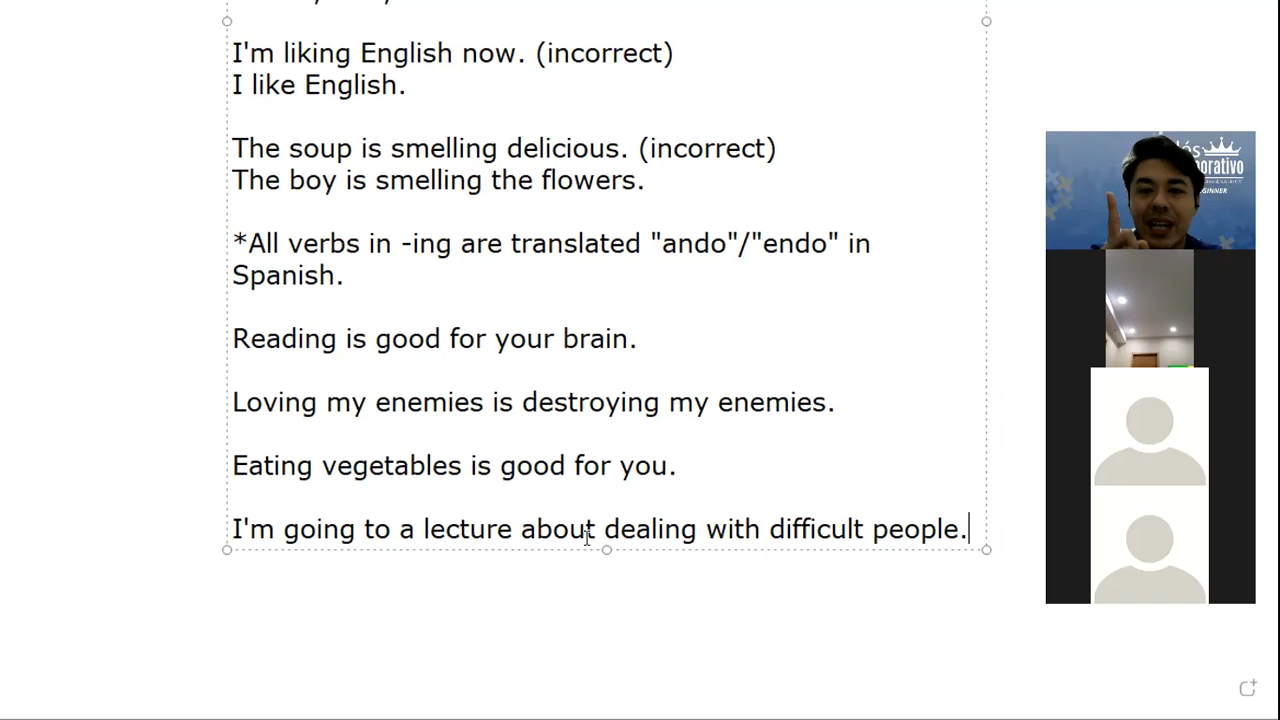 I'm liking English now. (incorrect)
I like English.
The soup is smelling delicious. (incorrect)
The boy is smelling the flowers.
*All verbs in -ing are translated "ando"/"endo" in
Spanish.
Reading is good for your brain.
Loving my enemies is destroying my enemies.
Eating vegetables is good for you.
I'm going to a lecture about dealing with difficult people.